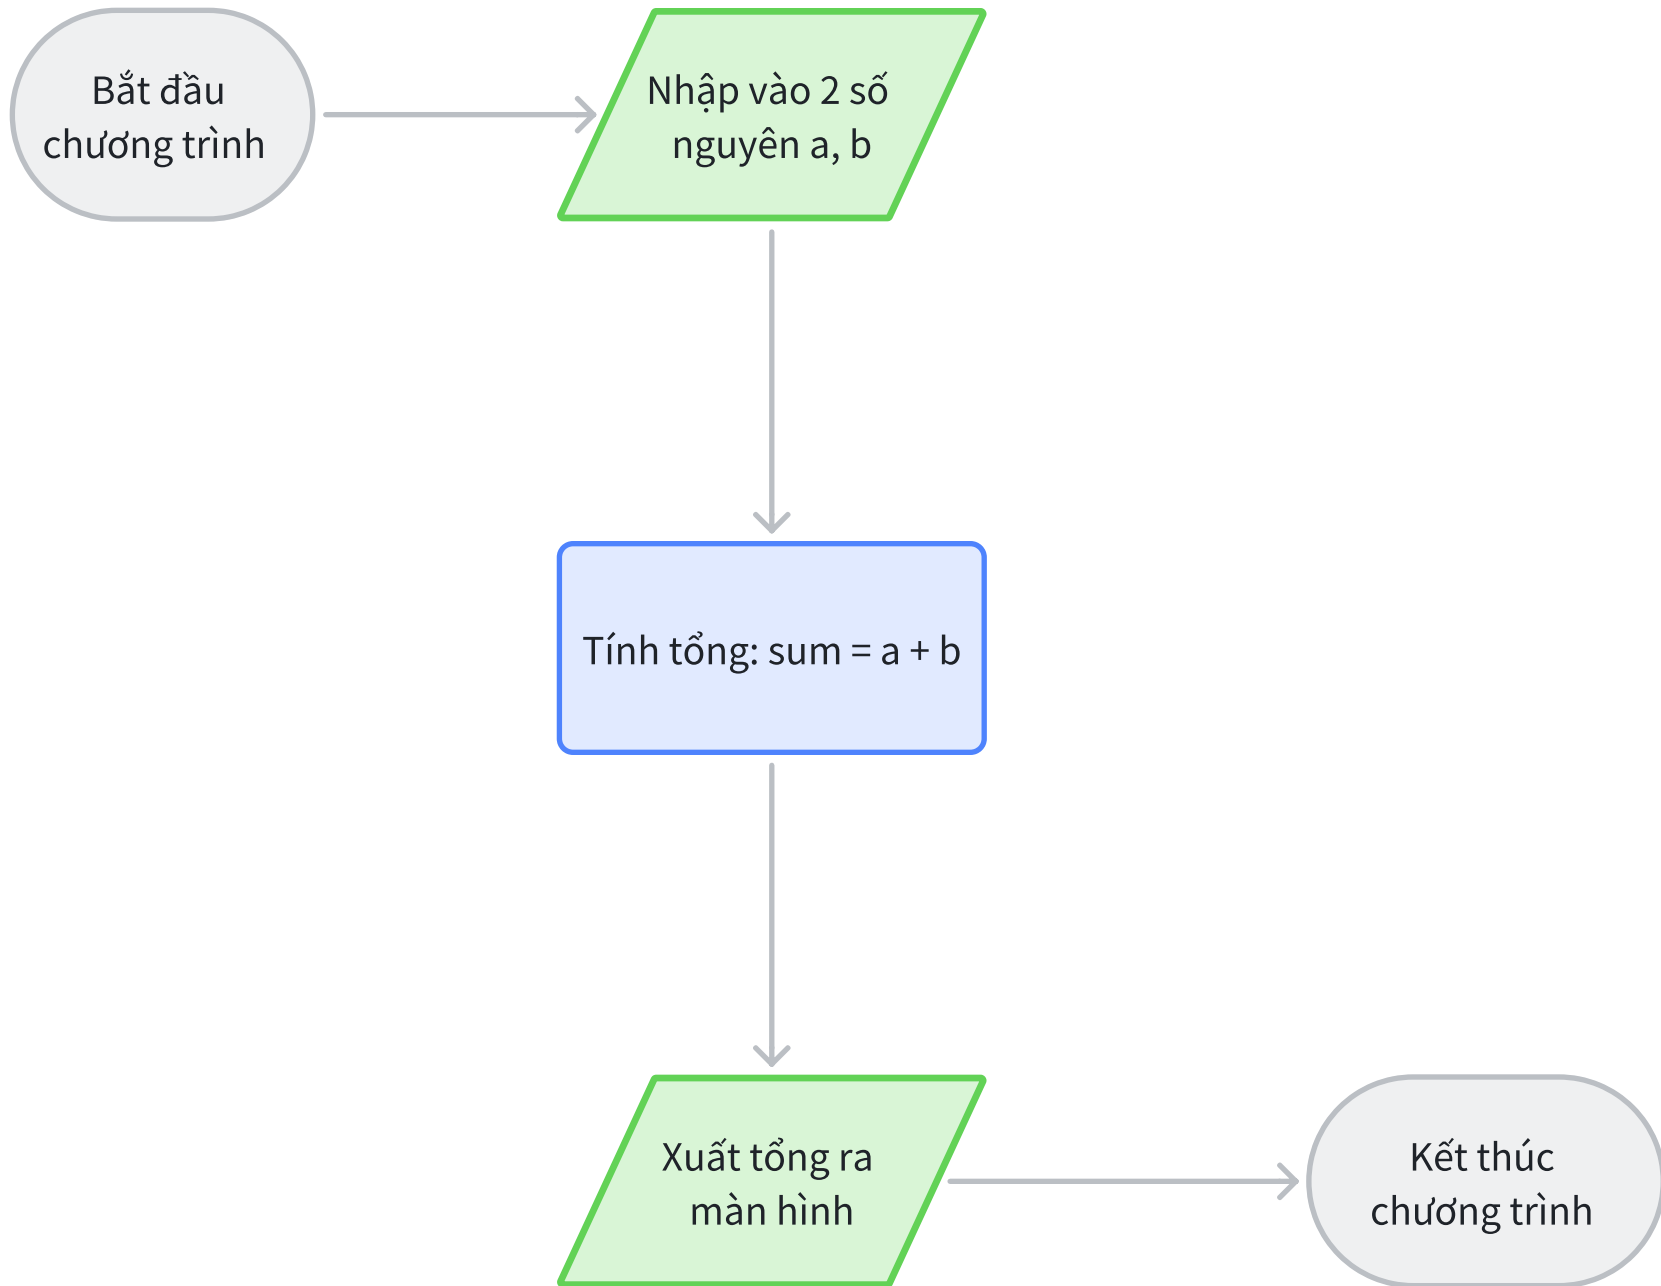 Bắt đầu
chương trình
Nhập vào 2 số
nguyên a, b
Tính tổng: sum = a + b
Xuất tổng ra
màn hình
Kết thúc
chương trình